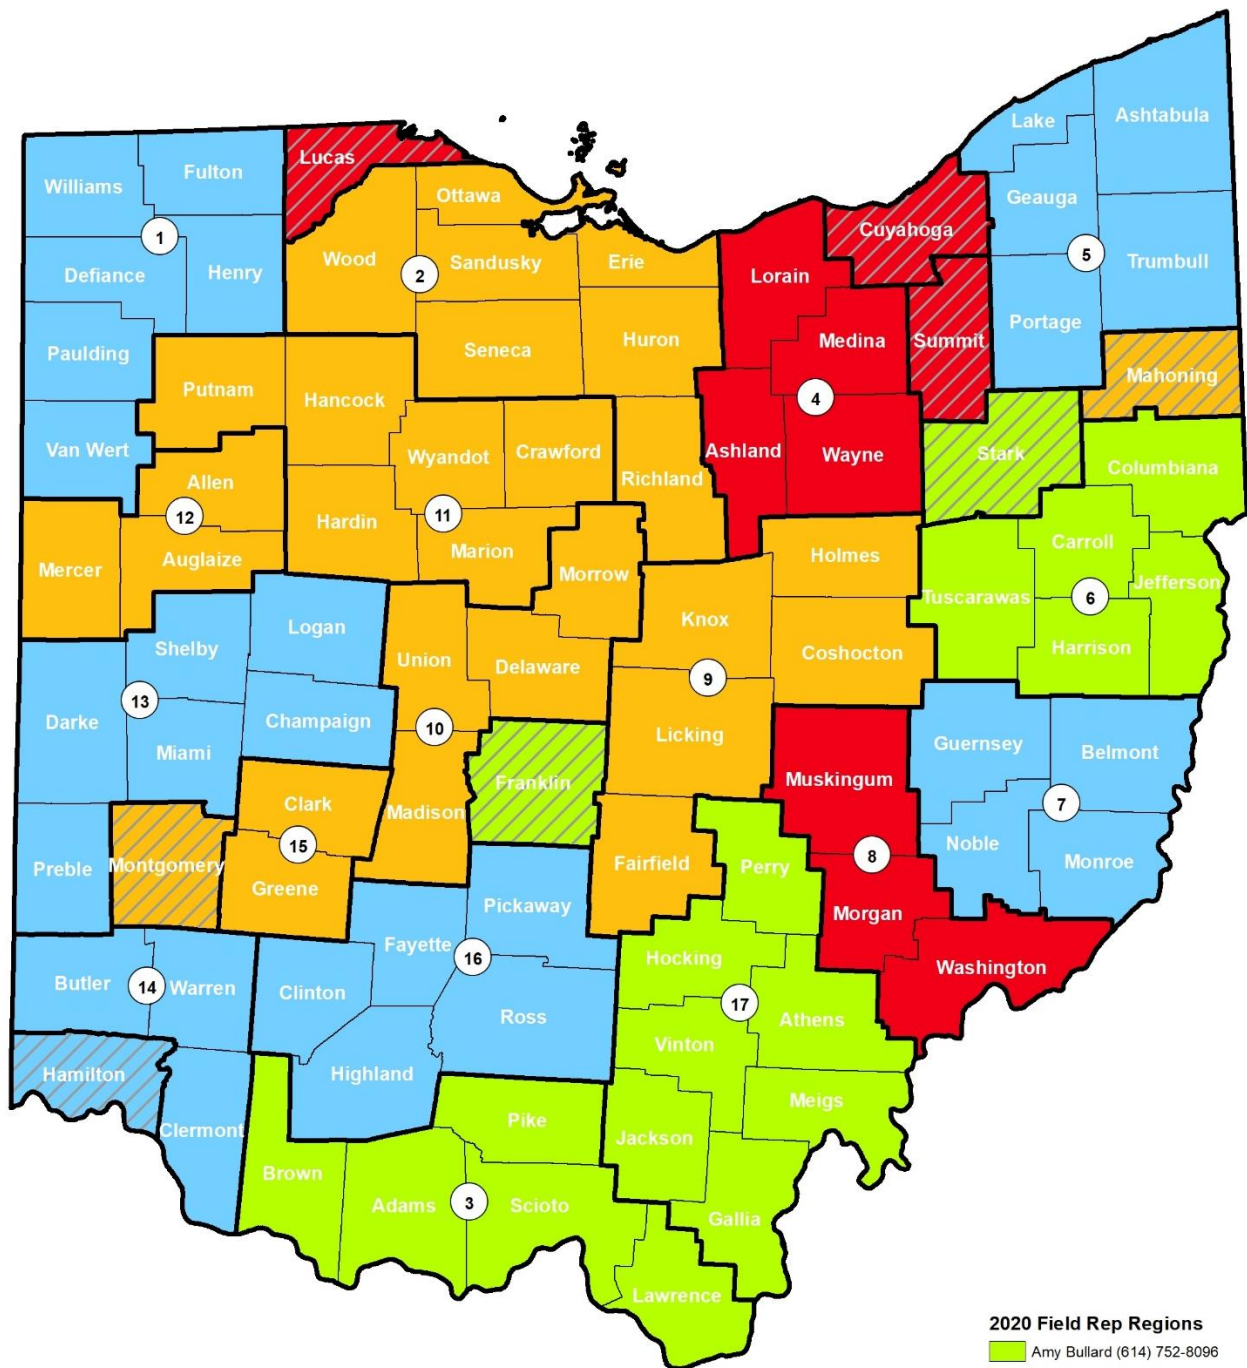 Lake
Ashtabula
Lucas
Fulton
Williams
Geauga
Ottawa
Cuyahoga
1
5
Wood
Sandusky
Erie
Lorain
Trumbull
Defiance
Henry
2
Portage
Paulding
Seneca
Huron
Medina
Summit
Mahoning
Putnam
Hancock
4
Van Wert
Wyandot
Crawford
Ashland
Wayne
Stark
Columbiana
Allen
Richland
12
Hardin
11
Mercer
Auglaize
Marion
Morrow
Holmes
Carroll
Jefferson
Tuscarawas
6
Logan
Knox
Shelby
Union
Delaware
Coshocton
Harrison
13
9
Darke
Champaign
10
Licking
Guernsey
Belmont
Miami
Franklin
Muskingum
Clark
Madison
7
15
Montgomery
Preble
Greene
Fairfield
Perry
8
Noble
Monroe
Pickaway
Morgan
Fayette
16
Hocking
Washington
Butler
14
Warren
Clinton
17
Ross
Athens
Vinton
Hamilton
Highland
Meigs
Clermont
Pike
Jackson
Brown
Adams
3
Scioto
Gallia
Lawrence
2020 Field Rep Regions
Amy Bullard (614) 752-8096